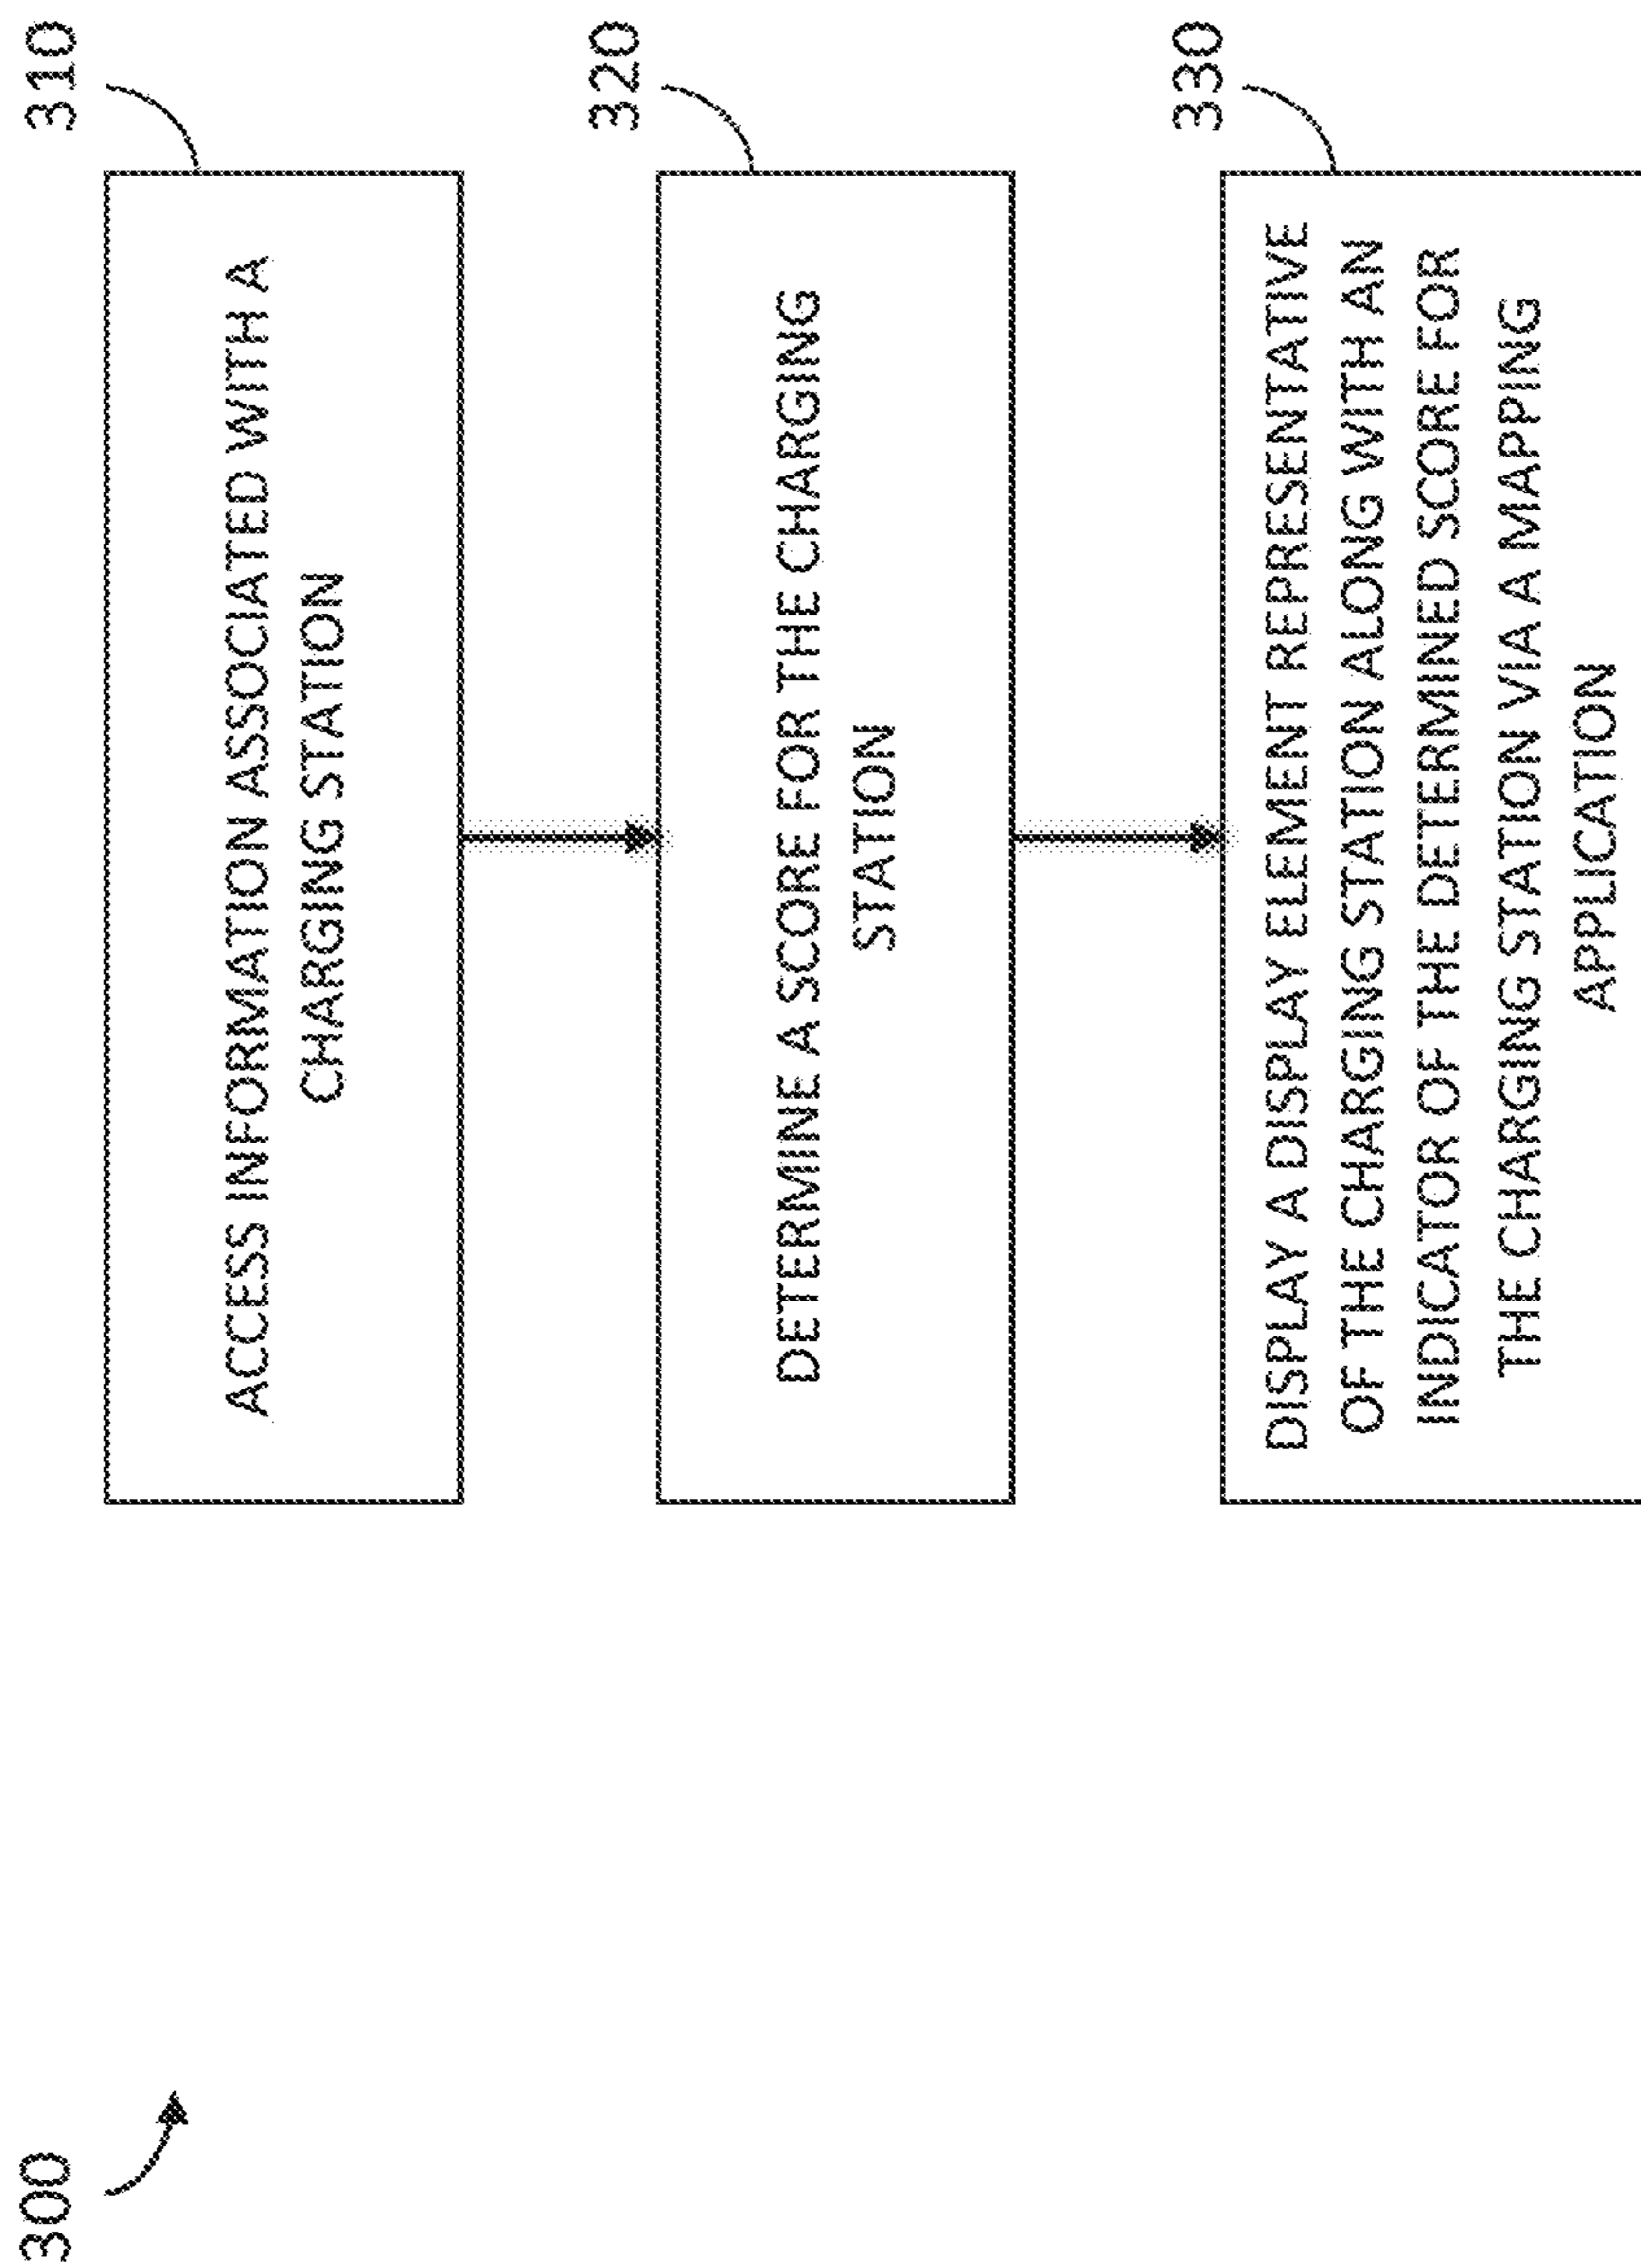 300
310
ACCESS INFORMATION ASSOCIATED WITH A
CHARGING STATION
320
DETERMINE A SCORE FOR THE CHARGING
STATION
330
DISPLAY A DISPLAY ELEMENT REPRESENTATIVE
OF THE CHARGING STATION ALONG WITH AN
INDICATOR OF THE DETERMINED SCORE FOR
THE CHARGING STATION VIA A MAPPING
APPLICATION